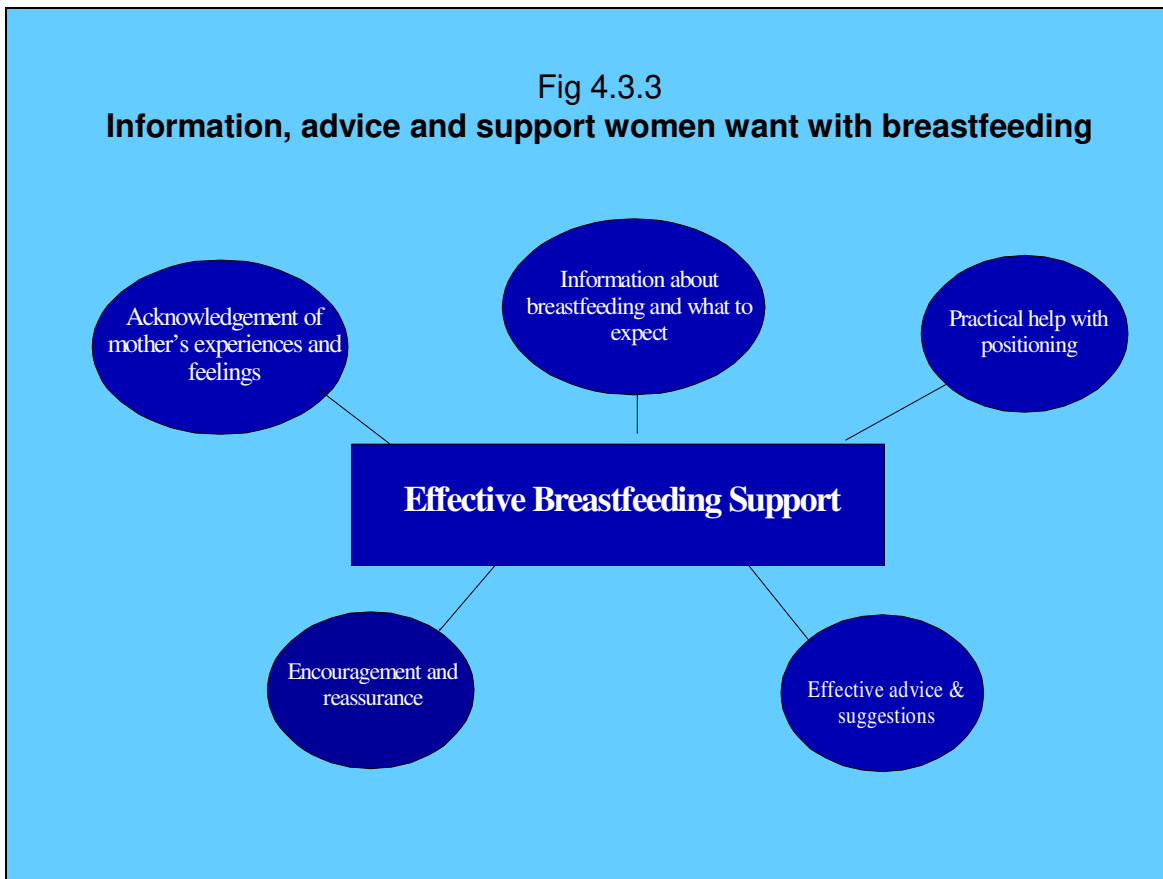 Fig 4.3.3
Information, advice and support women want with breastfeeding
Acknowledgement of
mother’s experiences and
feelings
Information about
breastfeeding and what to
expect
Practical help with
positioning
Effective Breastfeeding Support
Encouragement and
reassurance
Effective advice &
suggestions